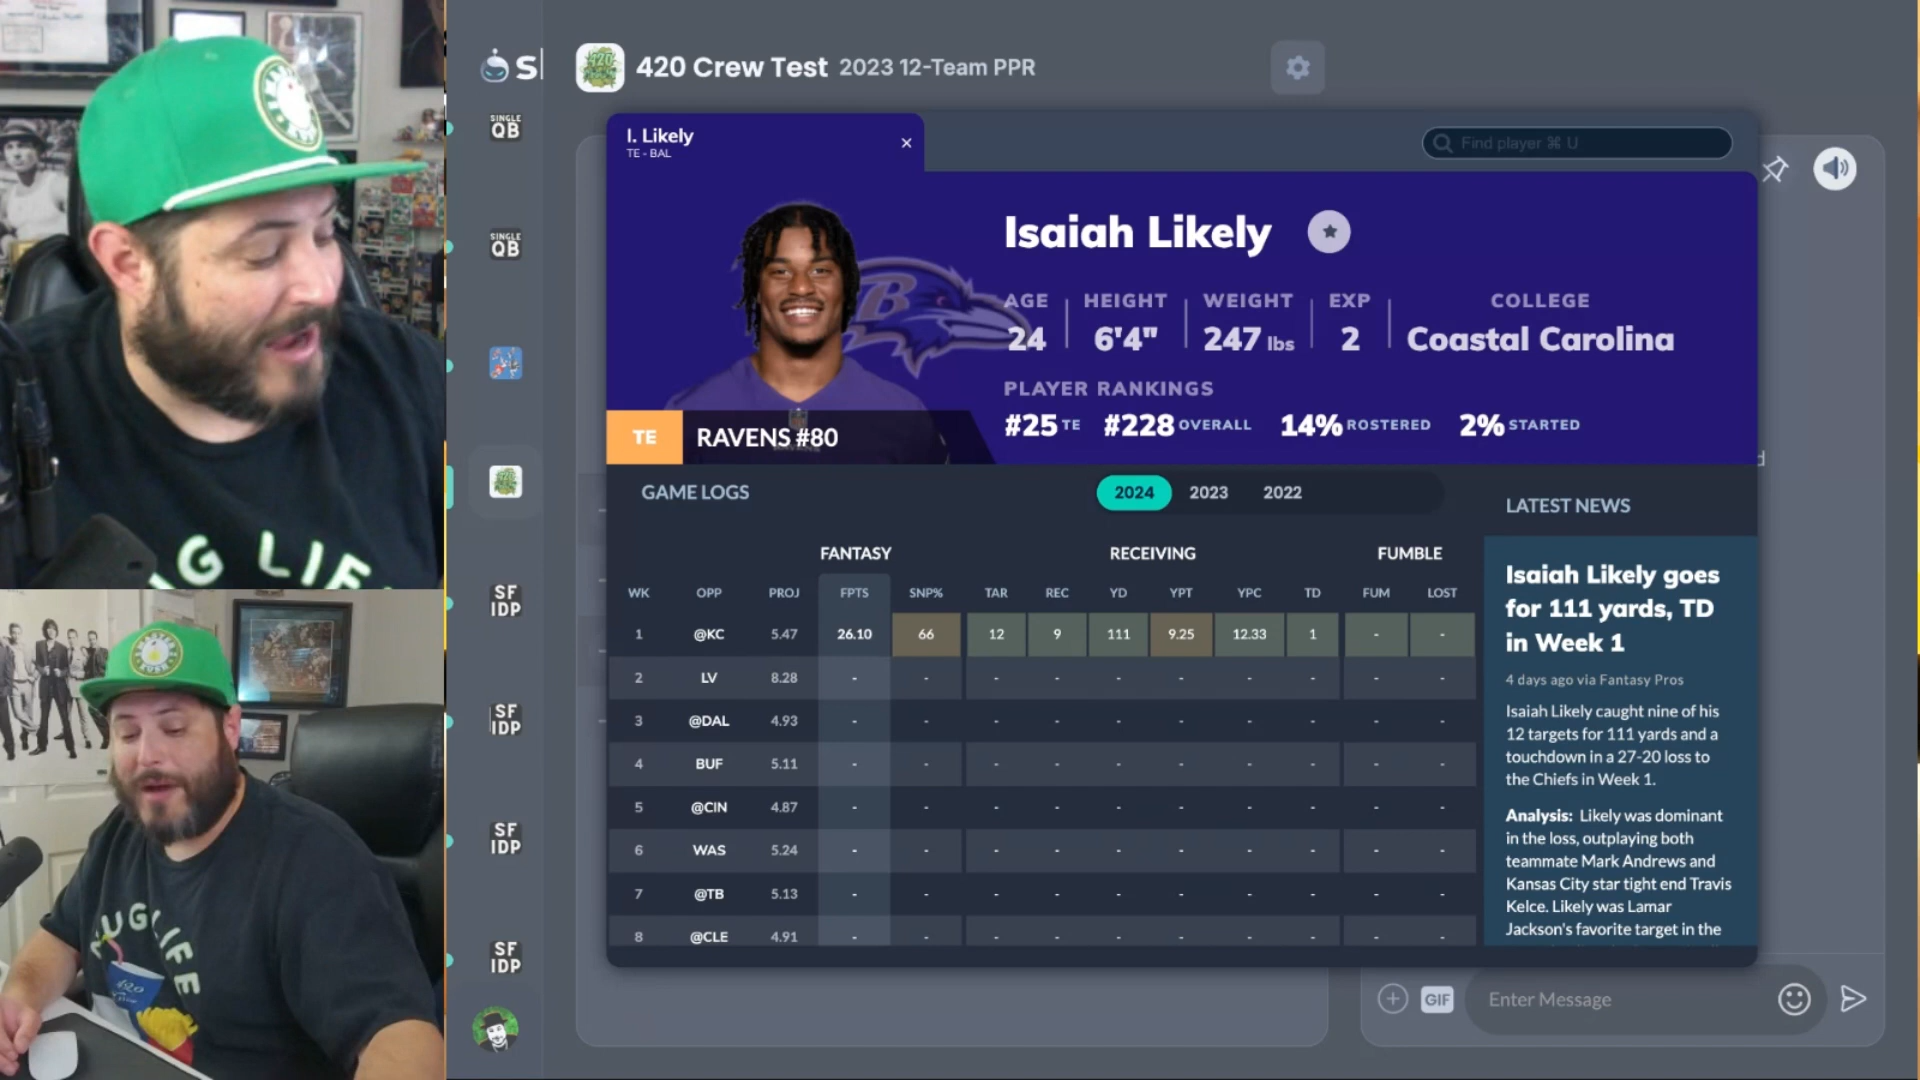 SINGLE
QB
SINGLE
QB
SF
IDP
SF
IDP
SF
IDP
SF
IDP
420 Crew Test 2023 12-Team PPR
I. Likely
TE - BAL
Find player ⌘ U
Isaiah Likely
AGE HEIGHT WEIGHT EXP COLLEGE
24 6'4" 247 lbs 2 Coastal Carolina
PLAYER RANKINGS
#25 TE #228 OVERALL 14% ROSTERED 2% STARTED
TE RAVENS #80
GAME LOGS 2024 2023 2022
FANTASY RECEIVING FUMBLE
WK OPP PROJ FPTS SNP% TAR REC YD YPT YPC TD FUM LOST
1 @KC 5.47 26.10 66 12 9 111 9.25 12.33 1 - -
2 LV 8.28 - - - - - - - - - -
3 @DAL 4.93 - - - - - - - - - -
4 BUF 5.11 - - - - - - - - - -
5 @CIN 4.87 - - - - - - - - - -
6 WAS 5.24 - - - - - - - - - -
7 @TB 5.13 - - - - - - - - - -
8 @CLE 4.91 - - - - - - - - - -
LATEST NEWS
Isaiah Likely goes
for 111 yards, TD
in Week 1
4 days ago via Fantasy Pros
Isaiah Likely caught nine of his
12 targets for 111 yards and a
touchdown in a 27-20 loss to
the Chiefs in Week 1.
Analysis: Likely was dominant
in the loss, outplaying both
teammate Mark Andrews and
Kansas City star tight end Travis
Kelce. Likely was Lamar
Jackson's favorite target in the
GIF Enter Message
NUG LIFE
420